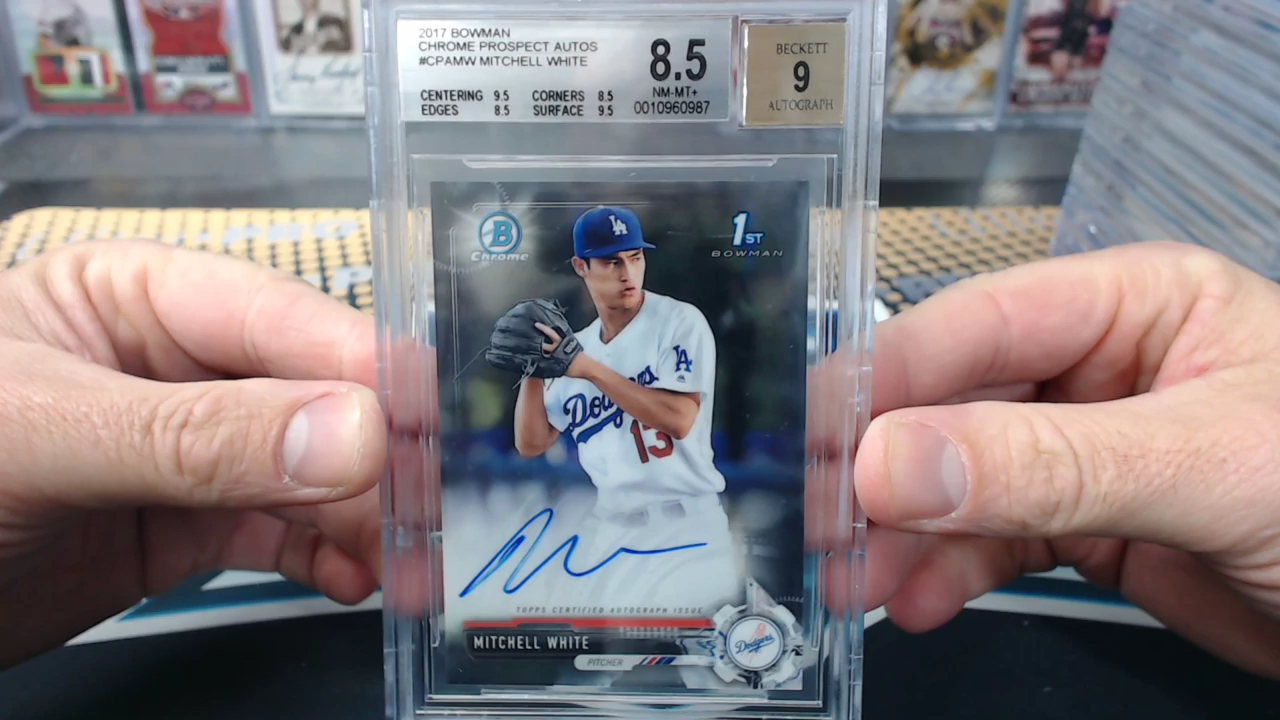 2017 BOWMAN
CHROME PROSPECT AUTOS
#CPAMW MITCHELL WHITE
8.5
NM-MT+
0010960987
CENTERING 9.5 CORNERS 8.5
EDGES 8.5 SURFACE 9.5
BECKETT
9
AUTOGRAPH
B
Chrome
1ST
BOWMAN
LA
LA
Dodgers
13
TOPPS CERTIFIED AUTOGRAPH ISSUE
MITCHELL WHITE
PITCHER
Dodgers